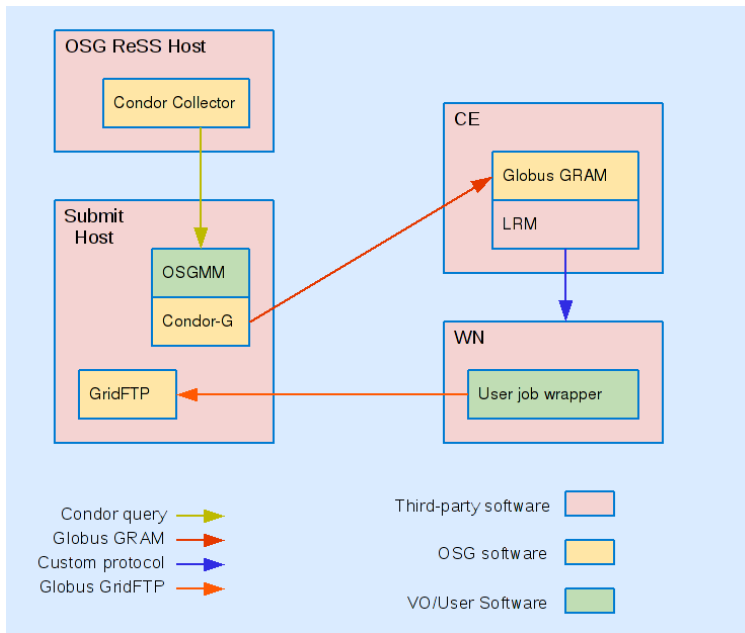 OSG ReSS Host
Condor Collector
Submit
Host
OSGMM
Condor-G
GridFTP
CE
Globus GRAM
LRM
WN
User job wrapper
Condor query
Globus GRAM
Custom protocol
Globus GridFTP
Third-party software
OSG software
VO/User Software